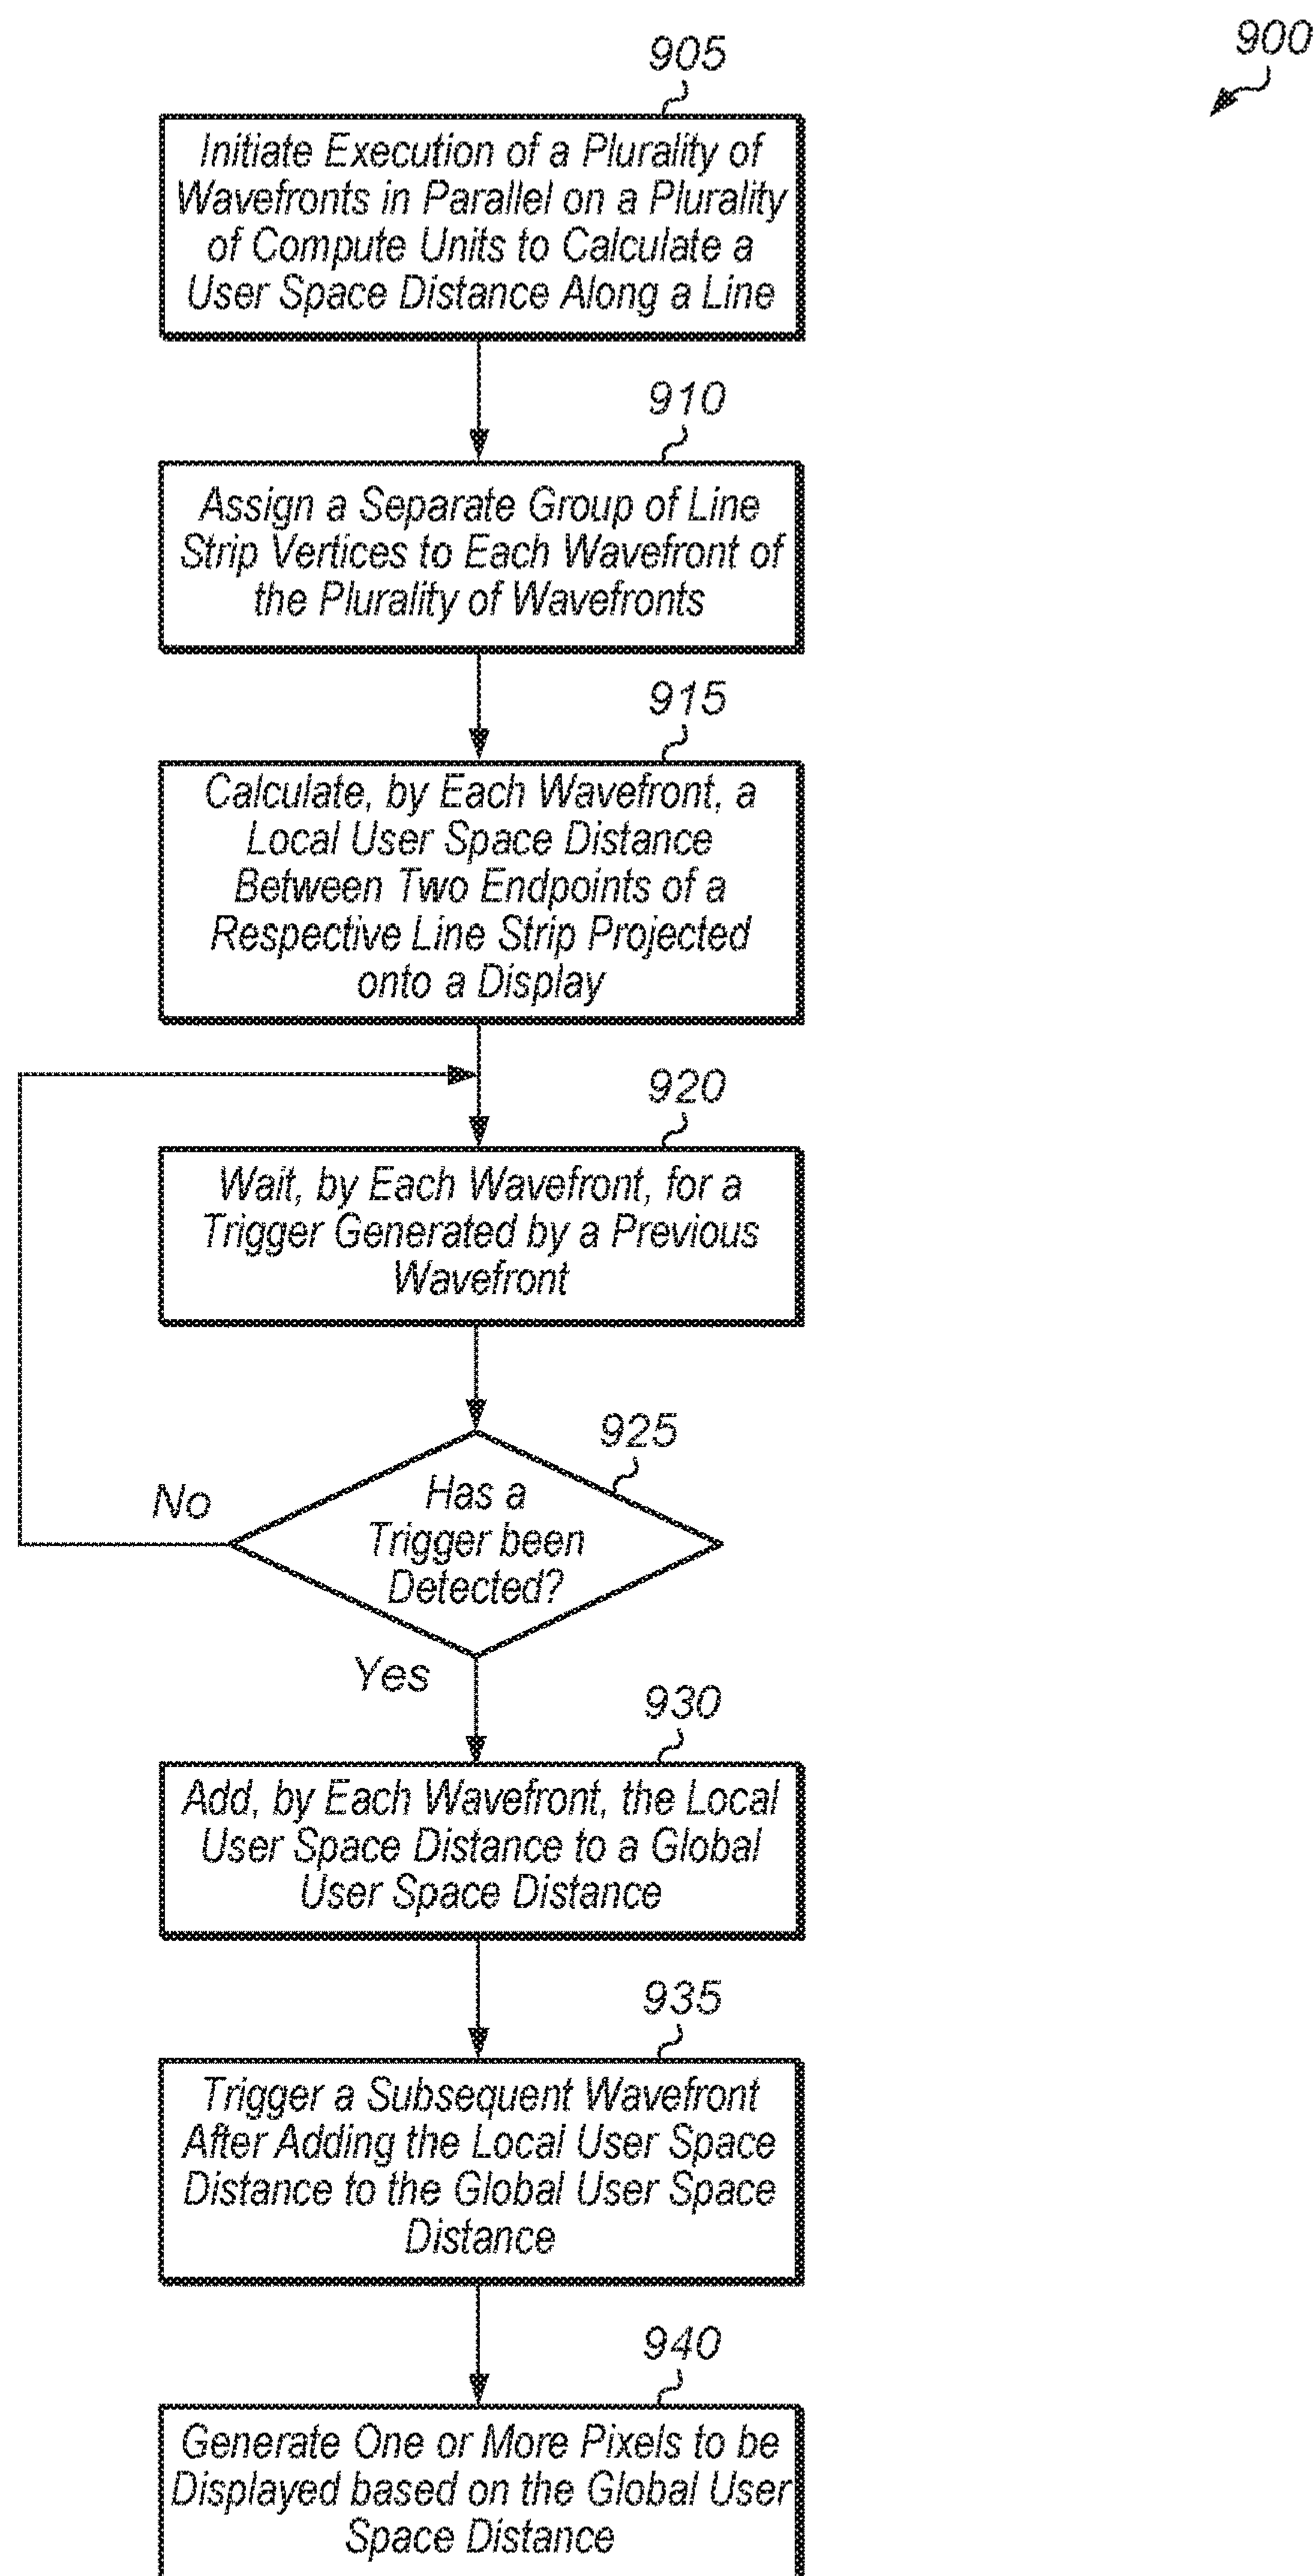 900
905
Initiate Execution of a Plurality of
Wavefronts in Parallel on a Plurality
of Compute Units to Calculate a
User Space Distance Along a Line
910
Assign a Separate Group of Line
Strip Vertices to Each Wavefront of
the Plurality of Wavefronts
915
Calculate, by Each Wavefront, a
Local User Space Distance
Between Two Endpoints of a
Respective Line Strip Projected
onto a Display
920
Wait, by Each Wavefront, for a
Trigger Generated by a Previous
Wavefront
925
Has a
Trigger been
Detected?
No
Yes
930
Add, by Each Wavefront, the Local
User Space Distance to a Global
User Space Distance
935
Trigger a Subsequent Wavefront
After Adding the Local User Space
Distance to the Global User Space
Distance
940
Generate One or More Pixels to be
Displayed based on the Global User
Space Distance